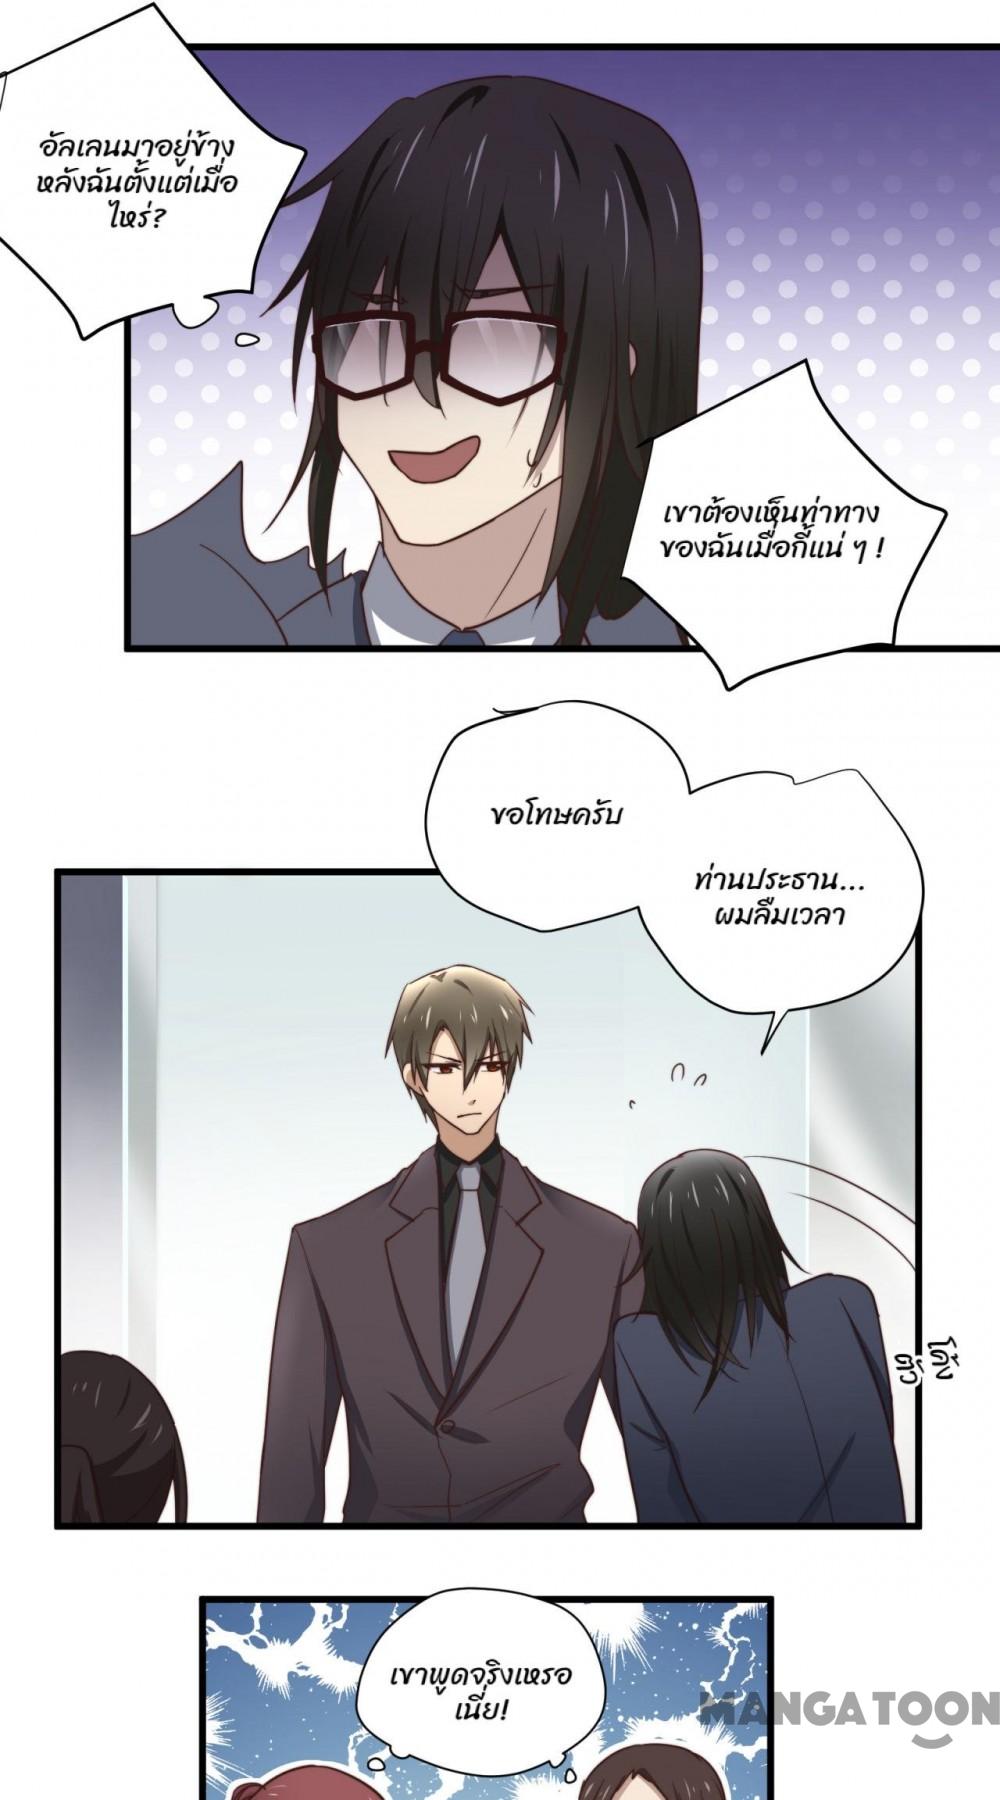 อัลเลนมาอยู่ข้าง
หลังฉันตั้งแต่เมื่อ
ไหร่?
เขาต้องเห็นท่าทาง
ของฉันเมื่อกี้แน่ ๆ !
ขอโทษครับ
ท่านประธาน...
ผมลืมเวลา
โค้ง
ตัว
เขาพูดจริงเหรอ
เนี่ย!
MANGATOON